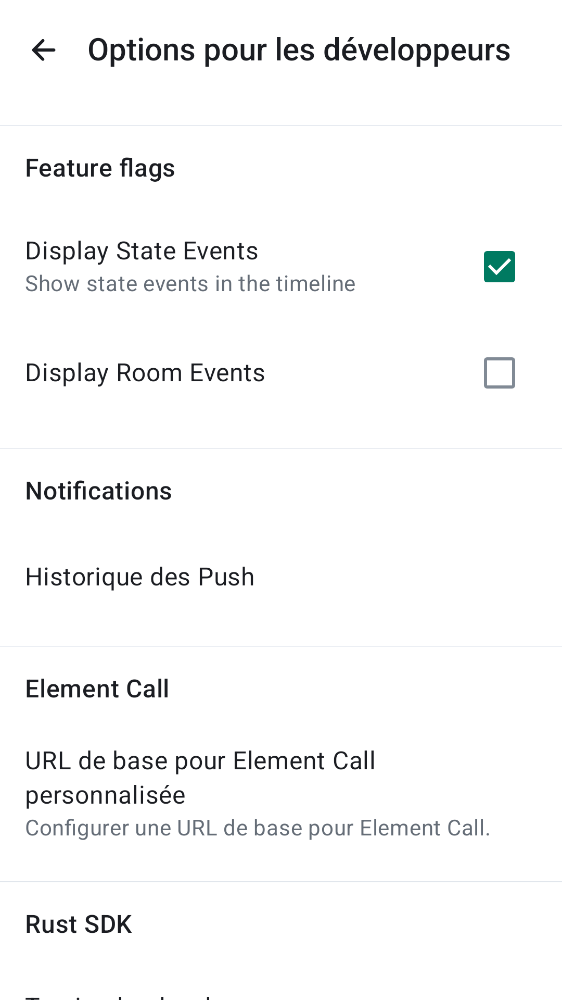 Options pour les développeurs
Feature flags
Display State Events
Show state events in the timeline
Display Room Events
Notifications
Historique des Push
Element Call
URL de base pour Element Call
personnalisée
Configurer une URL de base pour Element Call.
Rust SDK